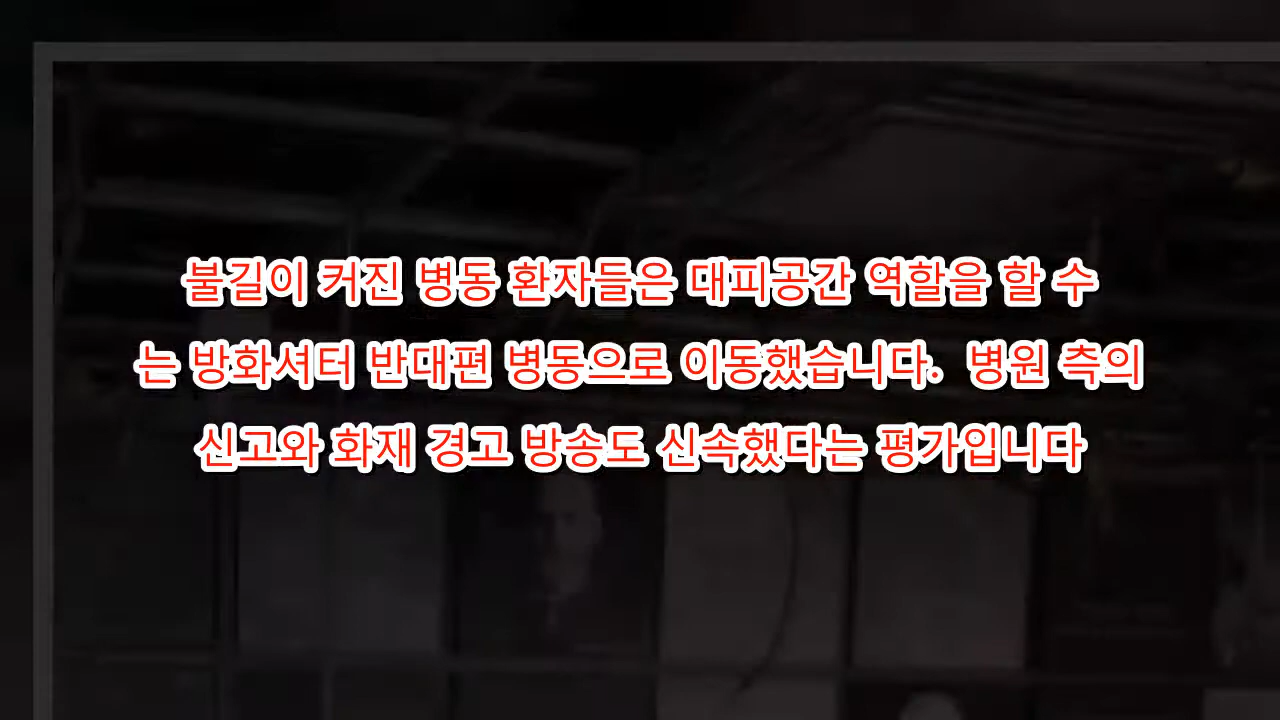 불길이 커진 병동 환자들은 대피공간 역할을 할 수
는 방화셔터 반대편 병동으로 이동했습니다.  병원 측의
신고와 화재 경고 방송도 신속했다는 평가입니다